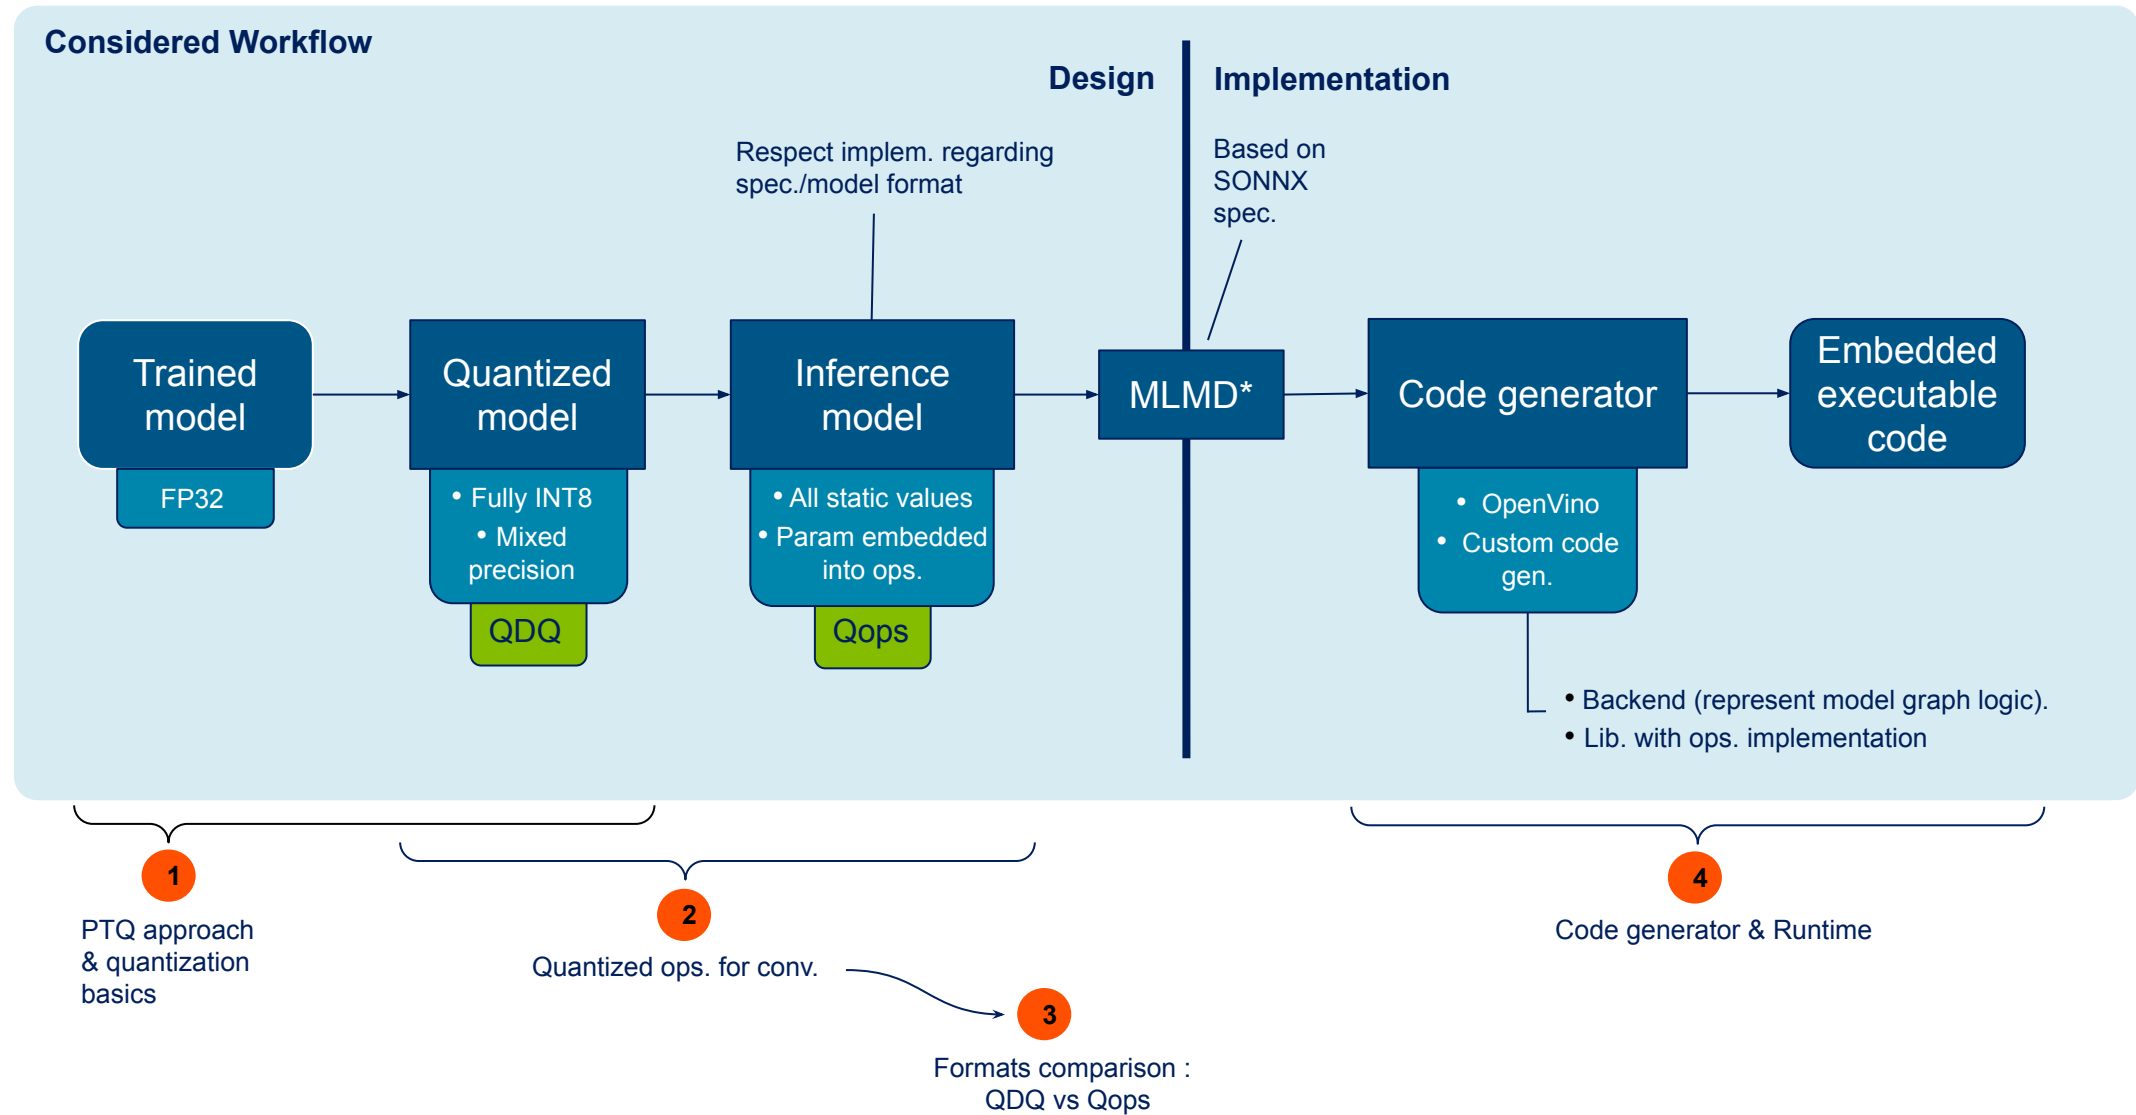 Considered Workflow
Design
Implementation
Respect implem. regarding
spec./model format
Based on
SONNX
spec.
Trained
model
FP32
Quantized
model
• Fully INT8
• Mixed
precision
QDQ
Inference
model
• All static values
• Param embedded
into ops.
Qops
MLMD*
Code generator
• OpenVino
• Custom code
gen.
Embedded
executable
code
• Backend (represent model graph logic).
• Lib. with ops. implementation
1
PTQ approach
& quantization
basics
2
Quantized ops. for conv.
3
Formats comparison :
QDQ vs Qops
4
Code generator & Runtime